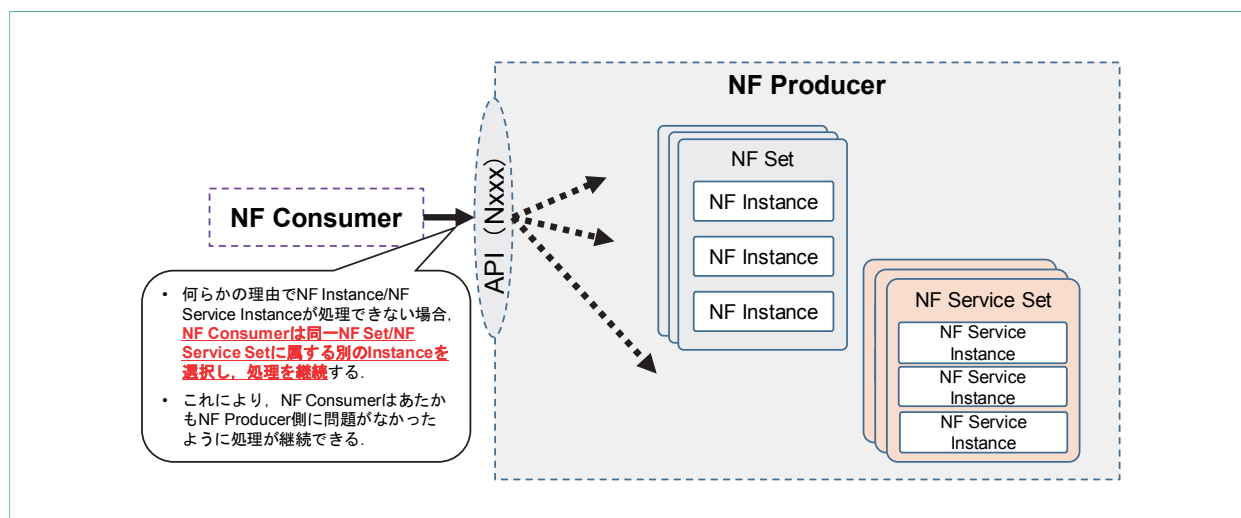 NF Producer
NF Set
NF Instance
NF Instance
NF Instance
NF Consumer
API（Nxxx）
• 何らかの理由でNF Instance/NF
Service Instanceが処理できない場合,
NF Consumerは同一NF Set/NF
Service Setに属する別のInstanceを
選択し，処理を継続する.
• これにより，NF Consumerはあたか
もNF Producer側に問題がなかった
ように処理が継続できる.
NF Service Set
NF Service
Instance
NF Service
Instance
NF Service
Instance